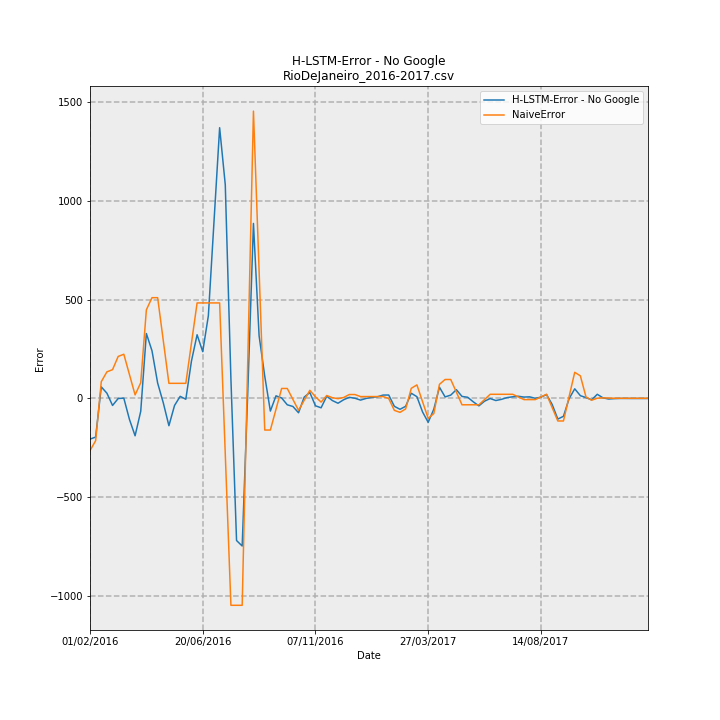 H-LSTM-Error - No Google
RioDeJaneiro_2016-2017.csv
H-LSTM-Error - No Google
NaiveError
1500
1000
500
0
−500
−1000
Error
01/02/2016
20/06/2016
07/11/2016
27/03/2017
14/08/2017
Date